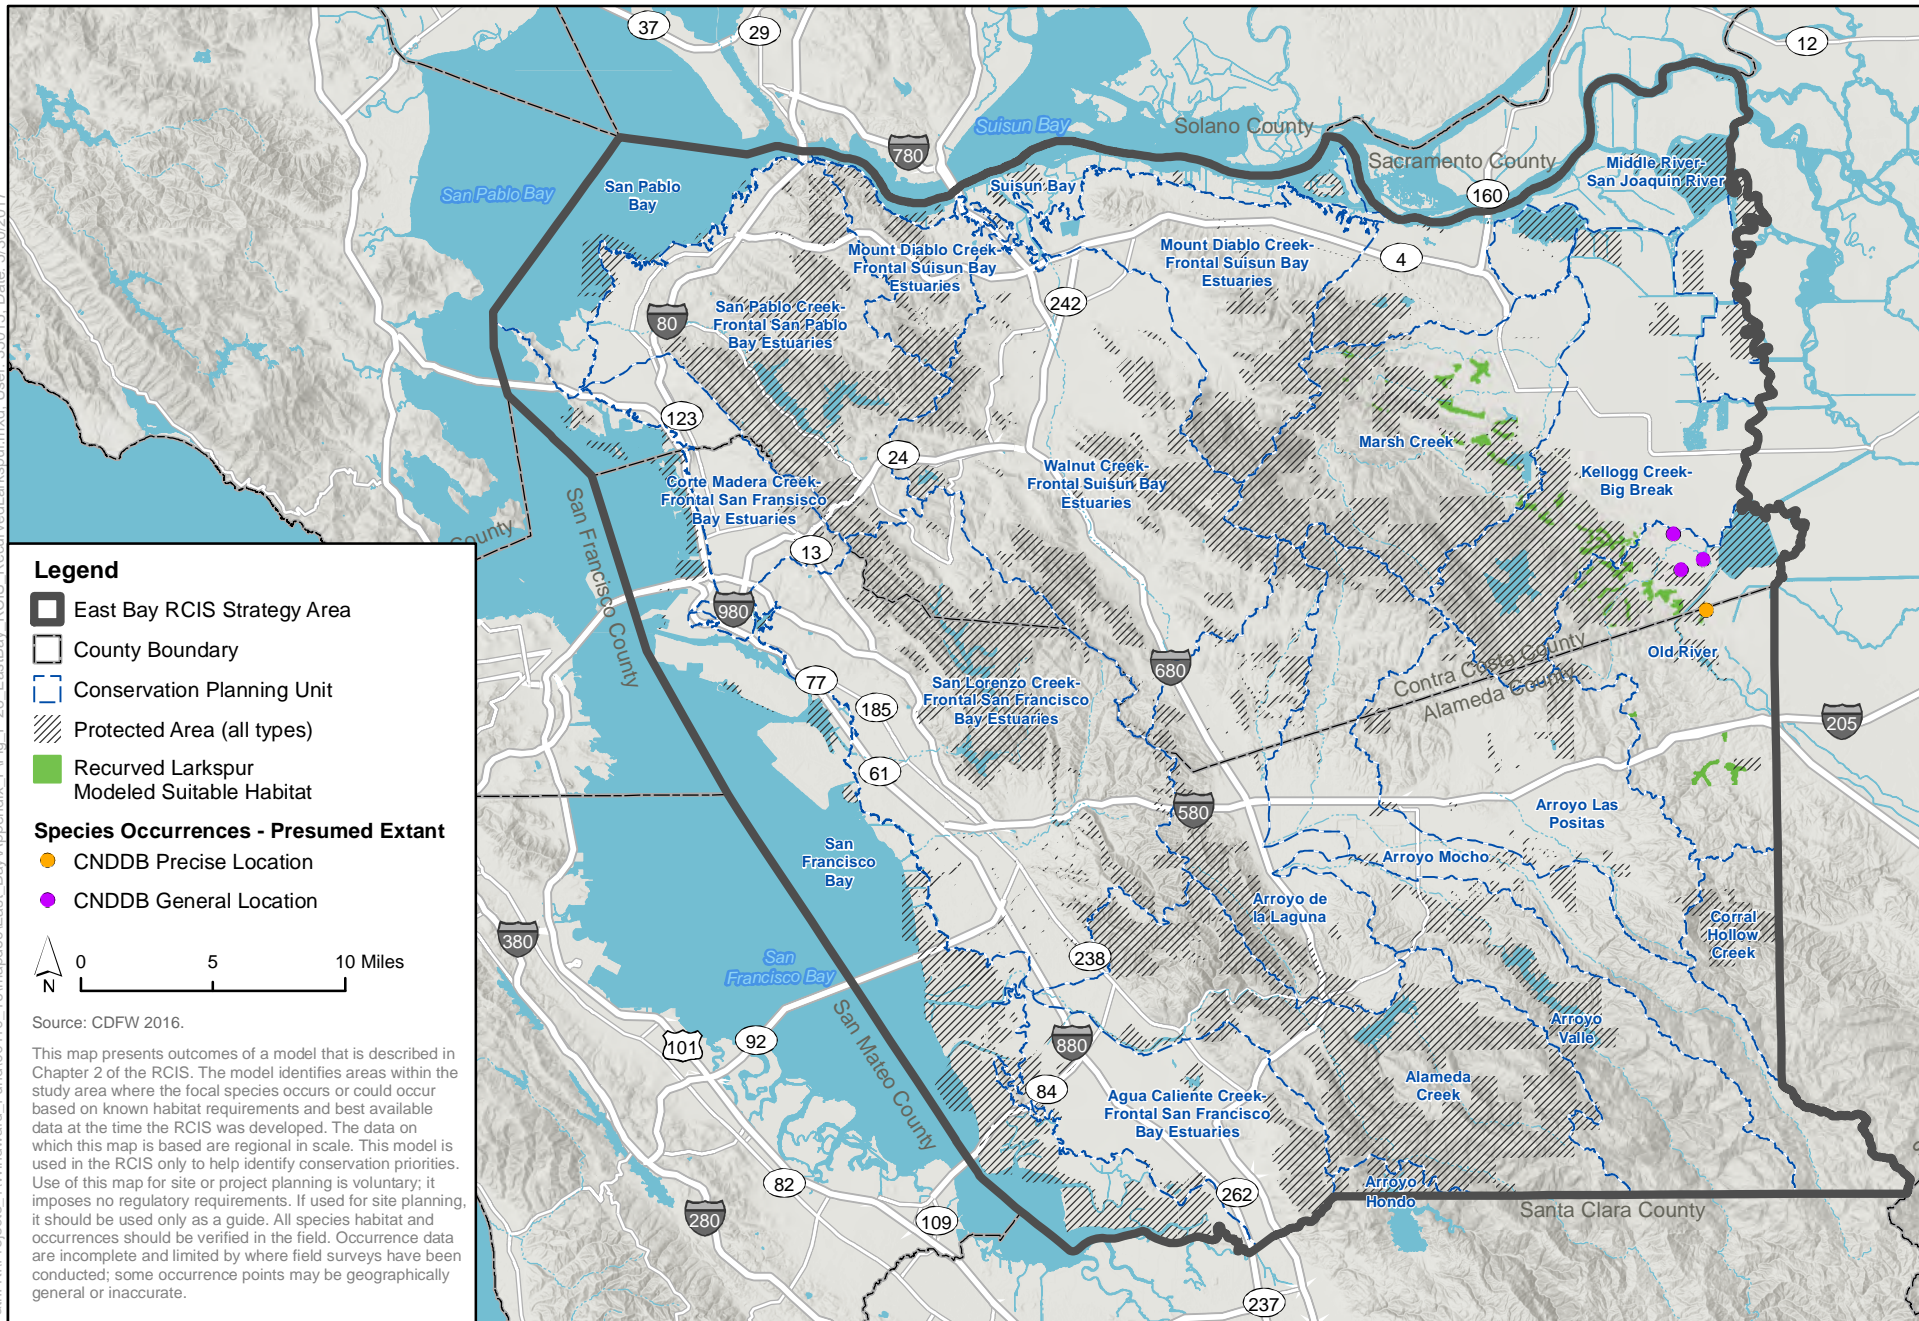 37
29
12
Suisun Bay
Solano County
780
Sacramento County
Middle River-
San Joaquin River
San Pablo Bay
San Pablo
Bay
Suisun Bay
160
Mount Diablo Creek-
Frontal Suisun Bay
Estuaries
Mount Diablo Creek-
Frontal Suisun Bay
Estuaries
4
242
San Pablo Creek-
Frontal San Pablo
Bay Estuaries
80
123
24
Marsh Creek
Walnut Creek-
Frontal Suisun Bay
Estuaries
Kellogg Creek-
Big Break
Corte Madera Creek-
Frontal San Fransisco
Bay Estuaries
County
San Francisco County
13
980
Contra Costa County
Alameda County
Old River
680
77
185
San Lorenzo Creek-
Frontal San Francisco
Bay Estuaries
205
61
580
Arroyo Las
Positas
San
Francisco
Bay
Arroyo Mocho
Arroyo de
la Laguna
Corral
Hollow
Creek
380
238
San
Francisco Bay
San Mateo County
Arroyo
Valle
101
92
880
84
Alameda
Creek
Agua Caliente Creek-
Frontal San Francisco
Bay Estuaries
82
280
109
262
Arroyo
Hondo
Santa Clara County
237
Legend
East Bay RCIS Strategy Area
County Boundary
Conservation Planning Unit
Protected Area (all types)
Recurved Larkspur
Modeled Suitable Habitat
Species Occurrences - Presumed Extant
CNDDB Precise Location
CNDDB General Location
N
0 5 10 Miles
Source: CDFW 2016.
This map presents outcomes of a model that is described in
Chapter 2 of the RCIS. The model identifies areas within the
study area where the focal species occurs or could occur
based on known habitat requirements and best available
data at the time the RCIS was developed. The data on
which this map is based are regional in scale. This model is
used in the RCIS only to help identify conservation priorities.
Use of this map for site or project planning is voluntary; it
imposes no regulatory requirements. If used for site planning,
it should be used only as a guide. All species habitat and
occurrences should be verified in the field. Occurrence data
are incomplete and limited by where field surveys have been
conducted; some occurrence points may be geographically
general or inaccurate.